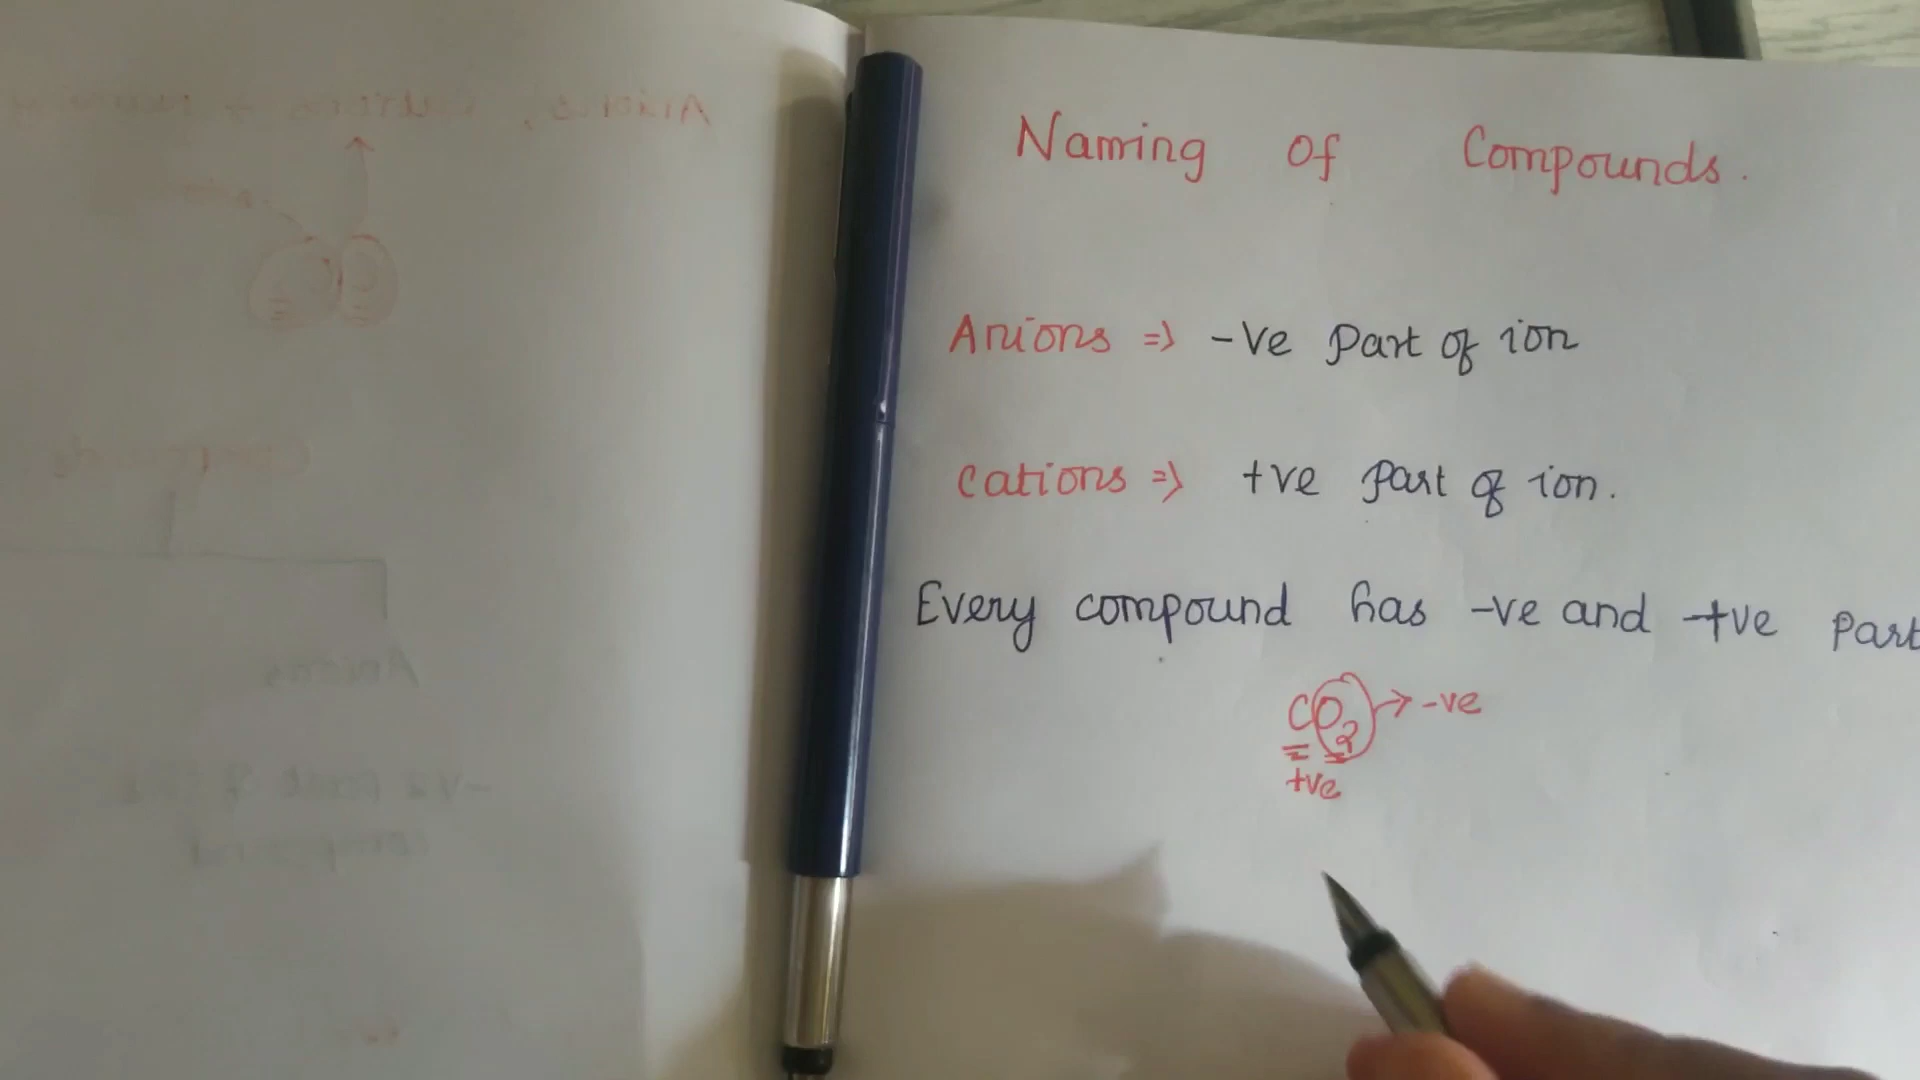 Naming Of Compounds.
Anions => -Ve Part of ion
Cations => +ve Part of ion.
Every compound has -ve and +ve Part
CO2 → -ve
+ve